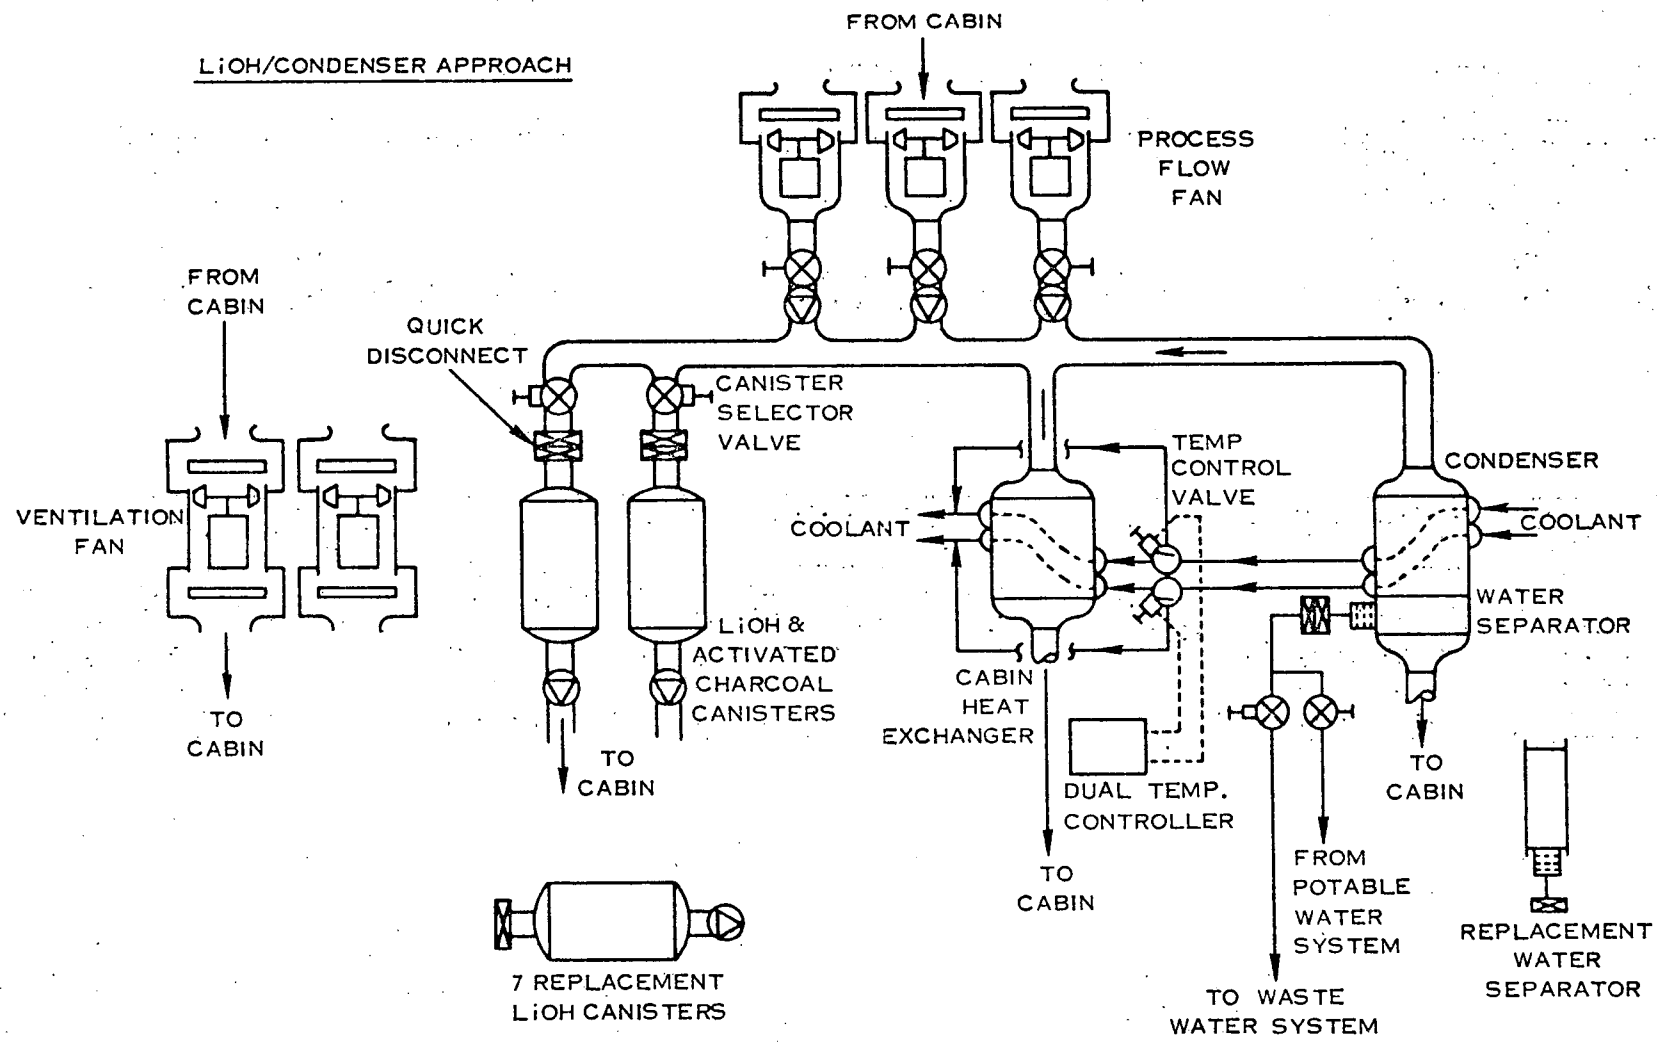 FROM CABIN
LiOH/CONDENSER APPROACH
PROCESS
FLOW
FAN
FROM
CABIN
QUICK
DISCONNECT
CANISTER
SELECTOR
VALVE
TEMP
CONTROL
VALVE
CONDENSER
VENTILATION
FAN
COOLANT
COOLANT
WATER
SEPARATOR
LiOH &
ACTIVATED
CHARCOAL
CANISTERS
CABIN
HEAT
EXCHANGER
TO
CABIN
TO
CABIN
DUAL TEMP.
CONTROLLER
TO
CABIN
TO
CABIN
FROM
POTABLE
WATER
SYSTEM
REPLACEMENT
WATER
SEPARATOR
7 REPLACEMENT
LiOH CANISTERS
TO WASTE
WATER SYSTEM